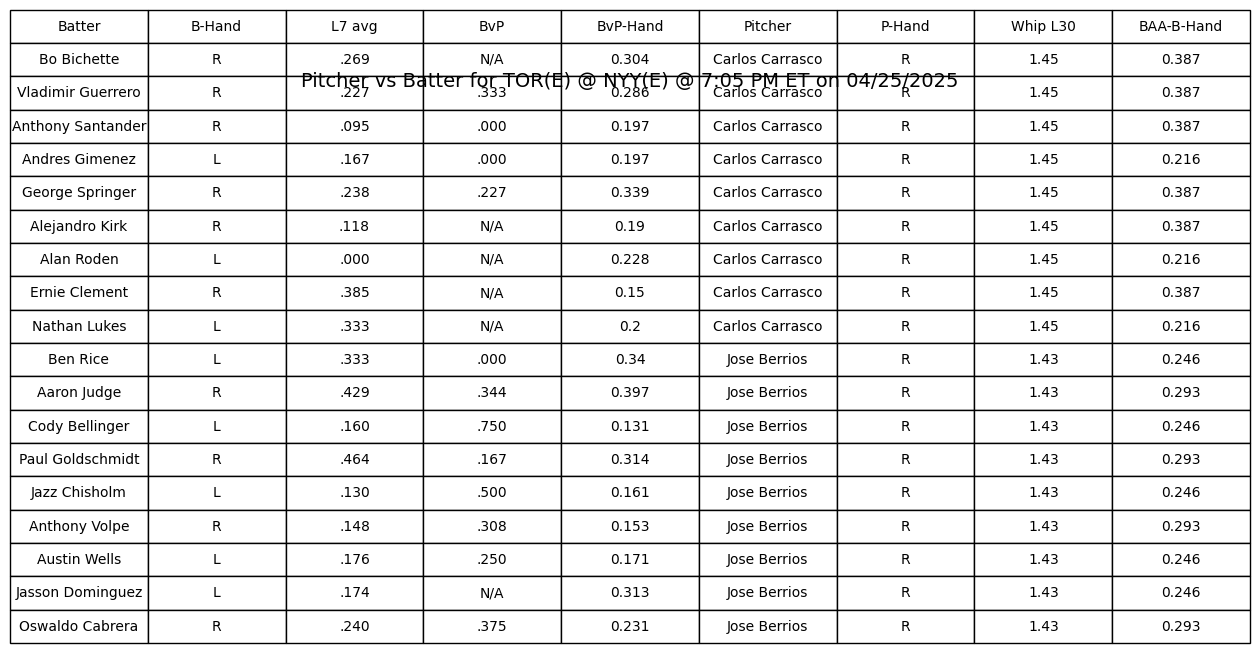 Batter B-Hand L7 avg BvP BvP-Hand Pitcher P-Hand Whip L30 BAA-B-Hand
Bo Bichette R .269 N/A 0.304 Carlos Carrasco R 1.45 0.387
Pitcher vs Batter for TOR(E) @ NYY(E) @ 7:05 PM ET on 04/25/2025
Vladimir Guerrero R .227 .333 0.286 Carlos Carrasco R 1.45 0.387
Anthony Santander R .095 .000 0.197 Carlos Carrasco R 1.45 0.387
Andres Gimenez L .167 .000 0.197 Carlos Carrasco R 1.45 0.216
George Springer R .238 .227 0.339 Carlos Carrasco R 1.45 0.387
Alejandro Kirk R .118 N/A 0.19 Carlos Carrasco R 1.45 0.387
Alan Roden L .000 N/A 0.228 Carlos Carrasco R 1.45 0.216
Ernie Clement R .385 N/A 0.15 Carlos Carrasco R 1.45 0.387
Nathan Lukes L .333 N/A 0.2 Carlos Carrasco R 1.45 0.216
Ben Rice L .333 .000 0.34 Jose Berrios R 1.43 0.246
Aaron Judge R .429 .344 0.397 Jose Berrios R 1.43 0.293
Cody Bellinger L .160 .750 0.131 Jose Berrios R 1.43 0.246
Paul Goldschmidt R .464 .167 0.314 Jose Berrios R 1.43 0.293
Jazz Chisholm L .130 .500 0.161 Jose Berrios R 1.43 0.246
Anthony Volpe R .148 .308 0.153 Jose Berrios R 1.43 0.293
Austin Wells L .176 .250 0.171 Jose Berrios R 1.43 0.246
Jasson Dominguez L .174 N/A 0.313 Jose Berrios R 1.43 0.246
Oswaldo Cabrera R .240 .375 0.231 Jose Berrios R 1.43 0.293